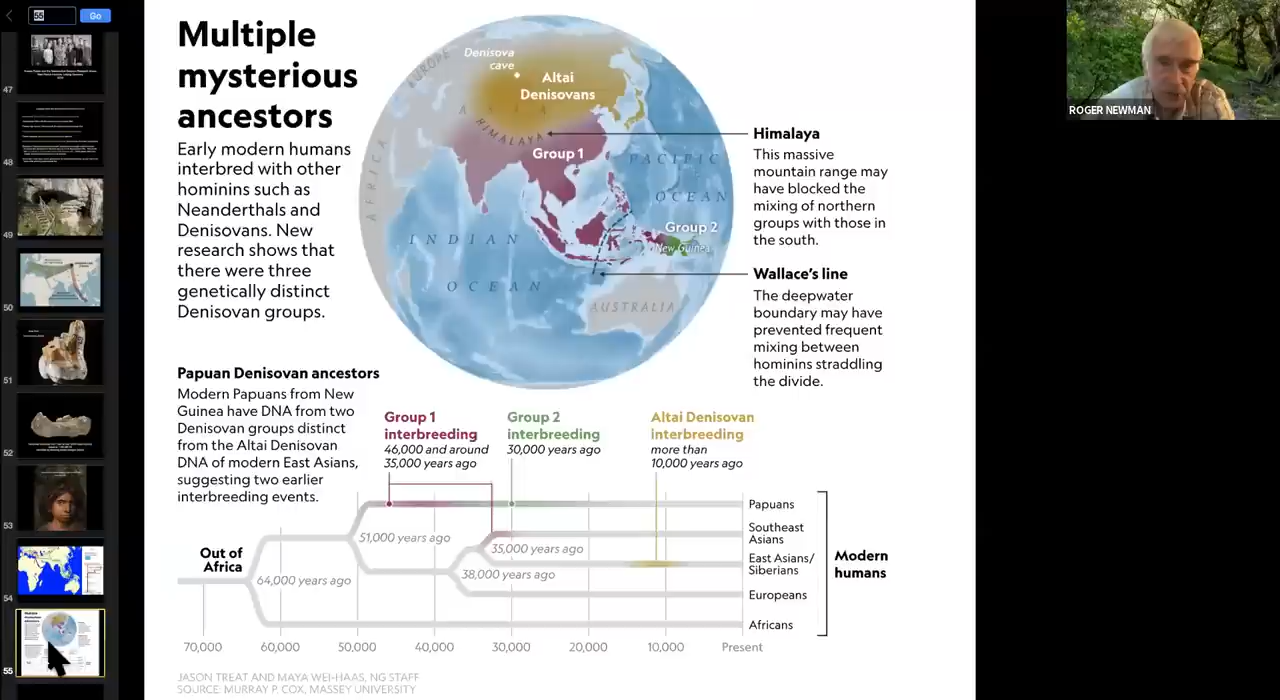 55
Go
47
48
49
50
51
52
53
54
55
Multiple
mysterious
ancestors
Early modern humans
interbred with other
hominins such as
Neanderthals and
Denisovans. New
research shows that
there were three
genetically distinct
Denisovan groups.
EUROPE
Denisova
cave
Altai
Denisovans
ASIA
HIMALAYA
Group 1
AFRICA
PACIFIC
OCEAN
Group 2
New Guinea
INDIAN
OCEAN
AUSTRALIA
Himalaya
This massive
mountain range may
have blocked the
mixing of northern
groups with those in
the south.
Wallace's line
The deepwater
boundary may have
prevented frequent
mixing between
hominins straddling
the divide.
ROGER NEWMAN
Papuan Denisovan ancestors
Modern Papuans from New
Guinea have DNA from two
Denisovan groups distinct
from the Altai Denisovan
DNA of modern East Asians,
suggesting two earlier
interbreeding events.
Group 1
interbreeding
46,000 and around
35,000 years ago
Group 2
interbreeding
30,000 years ago
Altai Denisovan
interbreeding
more than
10,000 years ago
Out of
Africa
64,000 years ago
51,000 years ago
35,000 years ago
38,000 years ago
Papuans
Southeast
Asians
East Asians/
Siberians
Europeans
Africans
Modern
humans
70,000
60,000
50,000
40,000
30,000
20,000
10,000
Present
JASON TREAT AND MAYA WEI-HAAS, NG STAFF
SOURCE: MURRAY P. COX, MASSEY UNIVERSITY